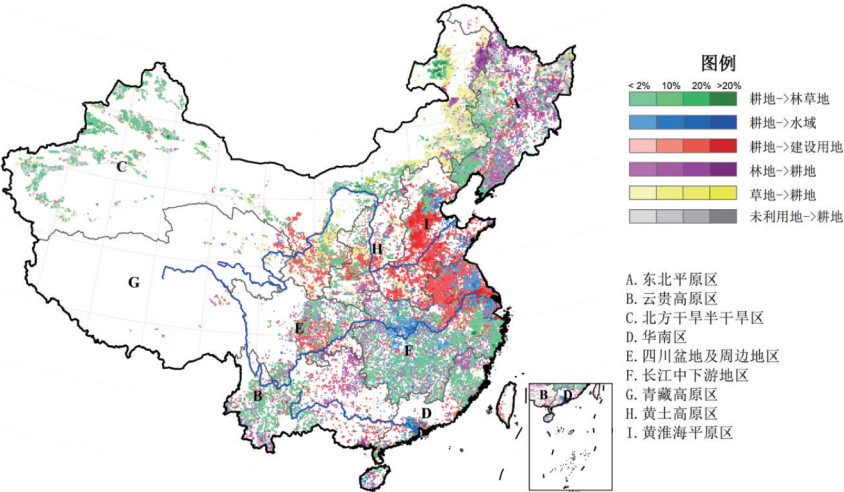 图例
< 2% 10% 20% >20%
耕地->林草地
耕地->水域
耕地->建设用地
林地->耕地
草地->耕地
未利用地->耕地
A.东北平原区
B.云贵高原区
C.北方干旱半干旱区
D.华南区
E.四川盆地及周边地区
F.长江中下游地区
G.青藏高原区
H.黄土高原区
I.黄淮海平原区
A
C
I
H
G
E
F
B
D
B D